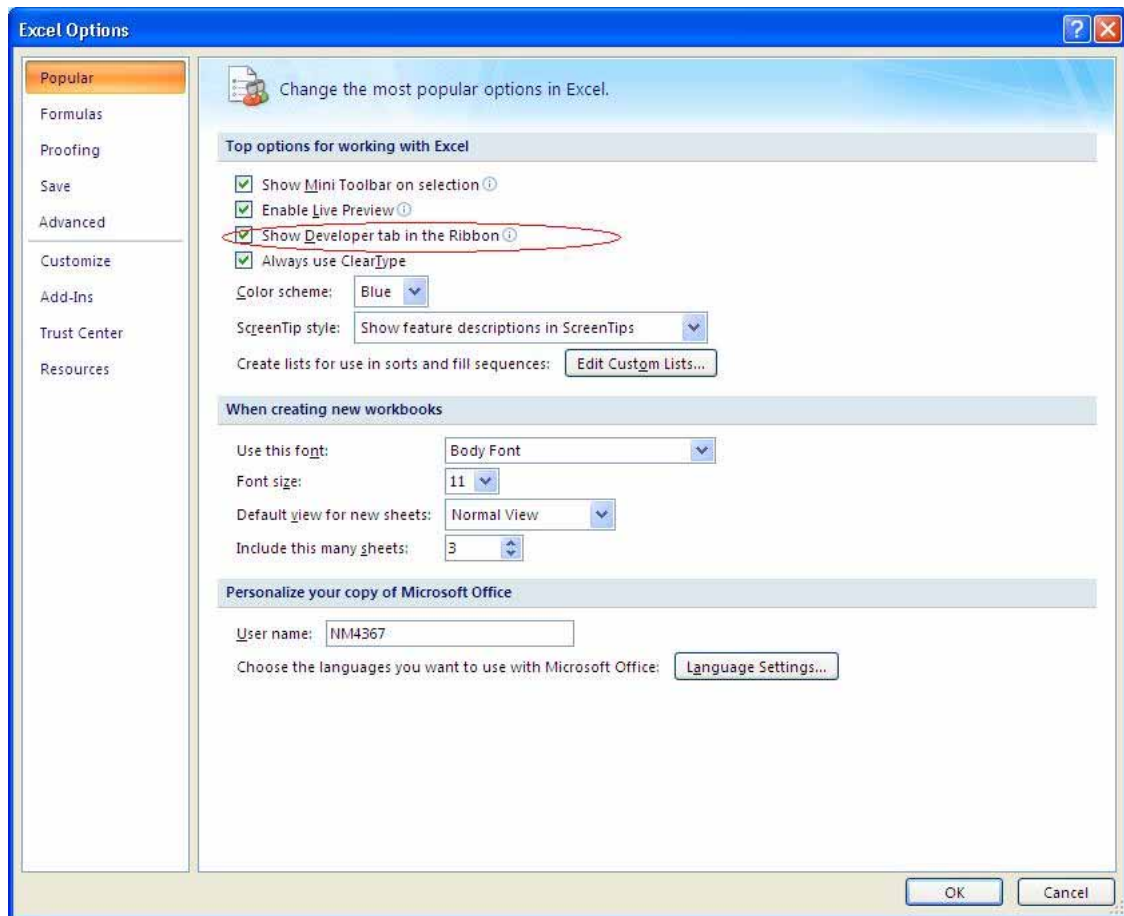 Excel Options
Popular
Formulas
Proofing
Save
Advanced
Customize
Add-Ins
Trust Center
Resources
Change the most popular options in Excel.
Top options for working with Excel
Show Mini Toolbar on selection
Enable Live Preview
Show Developer tab in the Ribbon
Always use ClearType
Color scheme: Blue
ScreenTip style: Show feature descriptions in ScreenTips
Create lists for use in sorts and fill sequences: Edit Custom Lists...
When creating new workbooks
Use this font: Body Font
Font size: 11
Default view for new sheets: Normal View
Include this many sheets: 3
Personalize your copy of Microsoft Office
User name: NM4367
Choose the languages you want to use with Microsoft Office: Language Settings...
OK Cancel